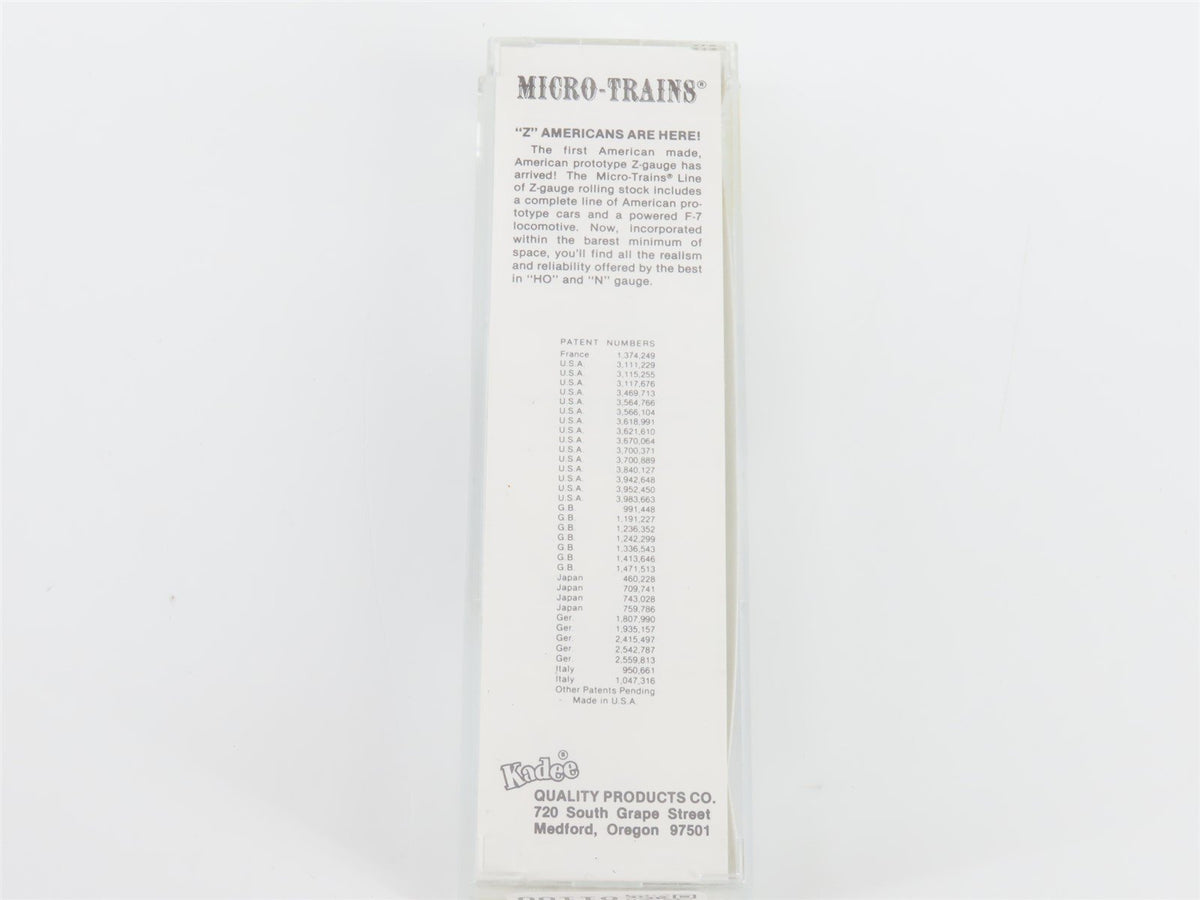 MICRO-TRAINS®
"Z" AMERICANS ARE HERE!
The first American made,
American prototype Z-gauge has
arrived! The Micro-Trains® Line
of Z-gauge rolling stock includes
a complete line of American pro-
totype cars and a powered F-7
locomotive. Now, incorporated
within the barest minimum of
space, you'll find all the realism
and reliability offered by the best
in "HO" and "N" gauge.
PATENT NUMBERS
France 1,374,249
U.S.A. 3,111,229
U.S.A. 3,115,255
U.S.A. 3,117,676
U.S.A. 3,469,713
U.S.A. 3,564,766
U.S.A. 3,566,104
U.S.A. 3,618,991
U.S.A. 3,621,610
U.S.A. 3,670,064
U.S.A. 3,700,371
U.S.A. 3,700,889
U.S.A. 3,840,127
U.S.A. 3,942,648
U.S.A. 3,952,450
U.S.A. 3,983,663
G.B. 991,448
G.B. 1,191,227
G.B. 1,236,352
G.B. 1,242,299
G.B. 1,336,543
G.B. 1,413,646
G.B. 1,471,513
Japan 460,228
Japan 709,741
Japan 743,028
Japan 759,786
Ger. 1,807,990
Ger. 1,935,157
Ger. 2,415,497
Ger. 2,542,787
Ger. 2,559,813
Italy 950,661
Italy 1,047,316
Other Patents Pending
Made in U.S.A.
Kadee®
QUALITY PRODUCTS CO.
720 South Grape Street
Medford, Oregon 97501